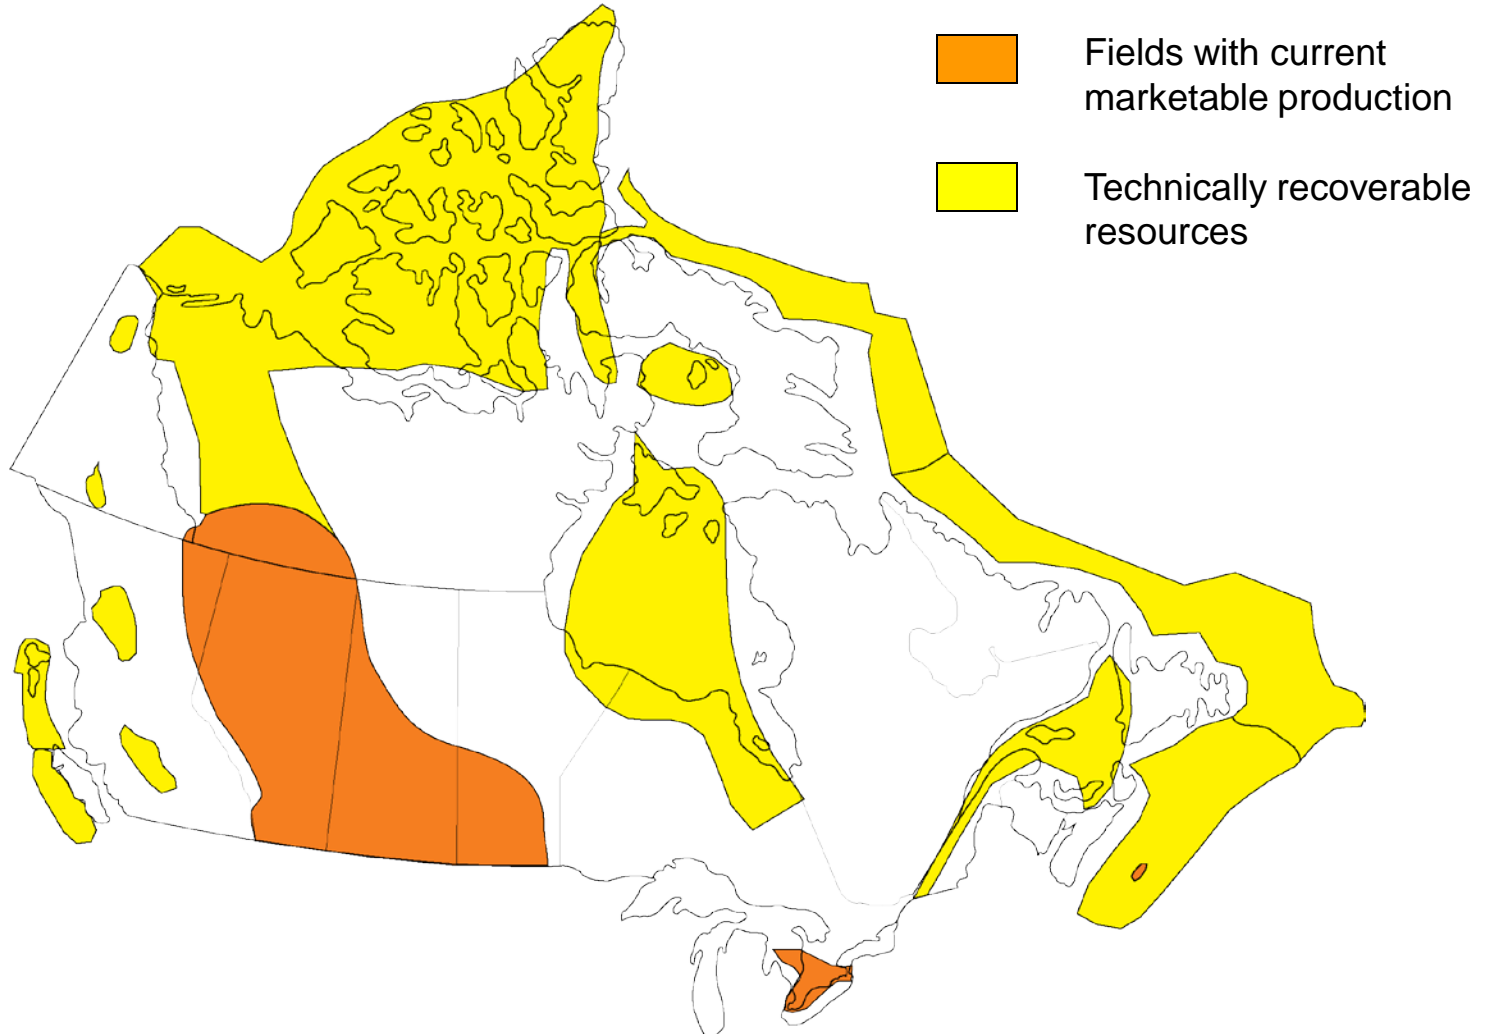 Fields with current
marketable production
Technically recoverable
resources